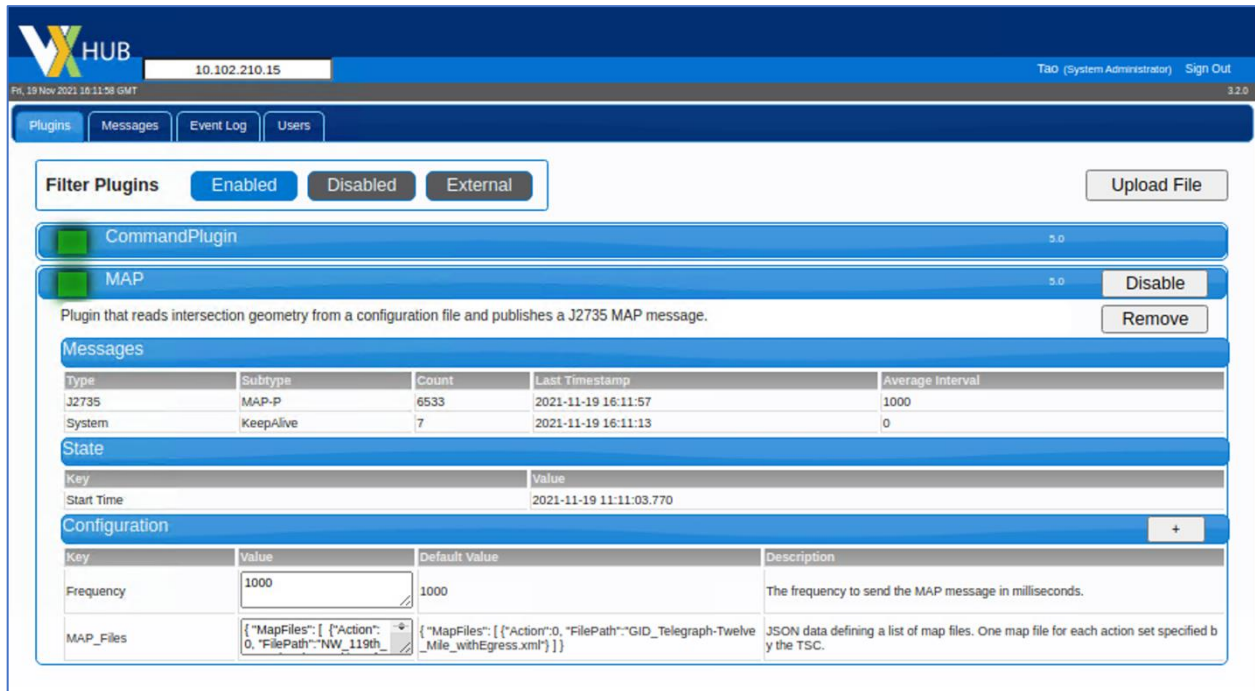 VX HUB
10.102.210.15
Tao (System Administrator) Sign Out
Fri, 19 Nov 2021 16:11:58 GMT 3.2.0
Plugins Messages Event Log Users
Filter Plugins Enabled Disabled External Upload File
CommandPlugin 5.0
MAP 5.0 Disable
Plugin that reads intersection geometry from a configuration file and publishes a J2735 MAP message. Remove
Messages
Type Subtype Count Last Timestamp Average Interval
J2735 MAP-P 6533 2021-11-19 16:11:57 1000
System KeepAlive 7 2021-11-19 16:11:13 0
State
Key Value
Start Time 2021-11-19 11:11:03.770
Configuration +
Key Value Default Value Description
Frequency 1000 1000 The frequency to send the MAP message in milliseconds.
MAP_Files
{ "MapFiles": [ {"Action":
0, "FilePath":"NW_119th_
{ "MapFiles": [ {"Action":0, "FilePath":"GID_Telegraph-Twelve
_Mile_withEgress.xml"} ] }
JSON data defining a list of map files. One map file for each action set specified b
y the TSC.